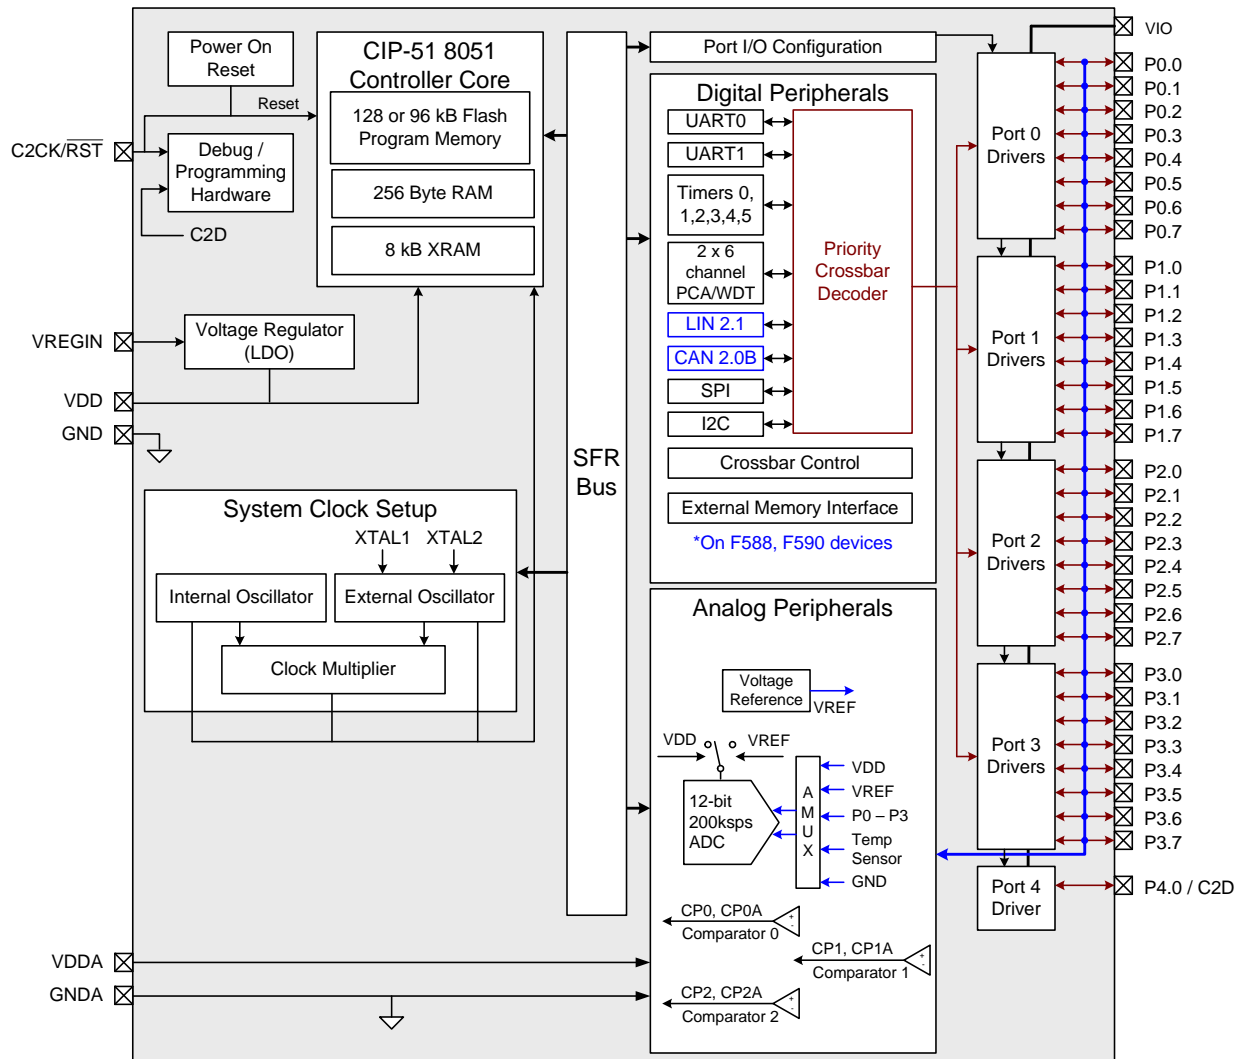 Power On
Reset
Reset
C2CK/RST
Debug /
Programming
Hardware
C2D
CIP-51 8051
Controller Core
128 or 96 kB Flash
Program Memory
256 Byte RAM
8 kB XRAM
VREGIN
Voltage Regulator
(LDO)
VDD
GND
System Clock Setup
XTAL1
XTAL2
Internal Oscillator
External Oscillator
Clock Multiplier
VDDA
GNDA
SFR
Bus
Port I/O Configuration
Digital Peripherals
UART0
UART1
Timers 0,
1,2,3,4,5
2 x 6
channel
PCA/WDT
LIN 2.1
CAN 2.0B
SPI
I2C
Priority
Crossbar
Decoder
Crossbar Control
External Memory Interface
*On F588, F590 devices
Analog Peripherals
Voltage
Reference
VREF
VDD
VREF
12-bit
200ksps
ADC
A
M
U
X
VDD
VREF
P0 – P3
Temp
Sensor
GND
CP0, CP0A
+
-
Comparator 0
CP1, CP1A
+
-
Comparator 1
CP2, CP2A
+
-
Comparator 2
Port 0
Drivers
Port 1
Drivers
Port 2
Drivers
Port 3
Drivers
Port 4
Driver
VIO
P0.0
P0.1
P0.2
P0.3
P0.4
P0.5
P0.6
P0.7
P1.0
P1.1
P1.2
P1.3
P1.4
P1.5
P1.6
P1.7
P2.0
P2.1
P2.2
P2.3
P2.4
P2.5
P2.6
P2.7
P3.0
P3.1
P3.2
P3.3
P3.4
P3.5
P3.6
P3.7
P4.0 / C2D